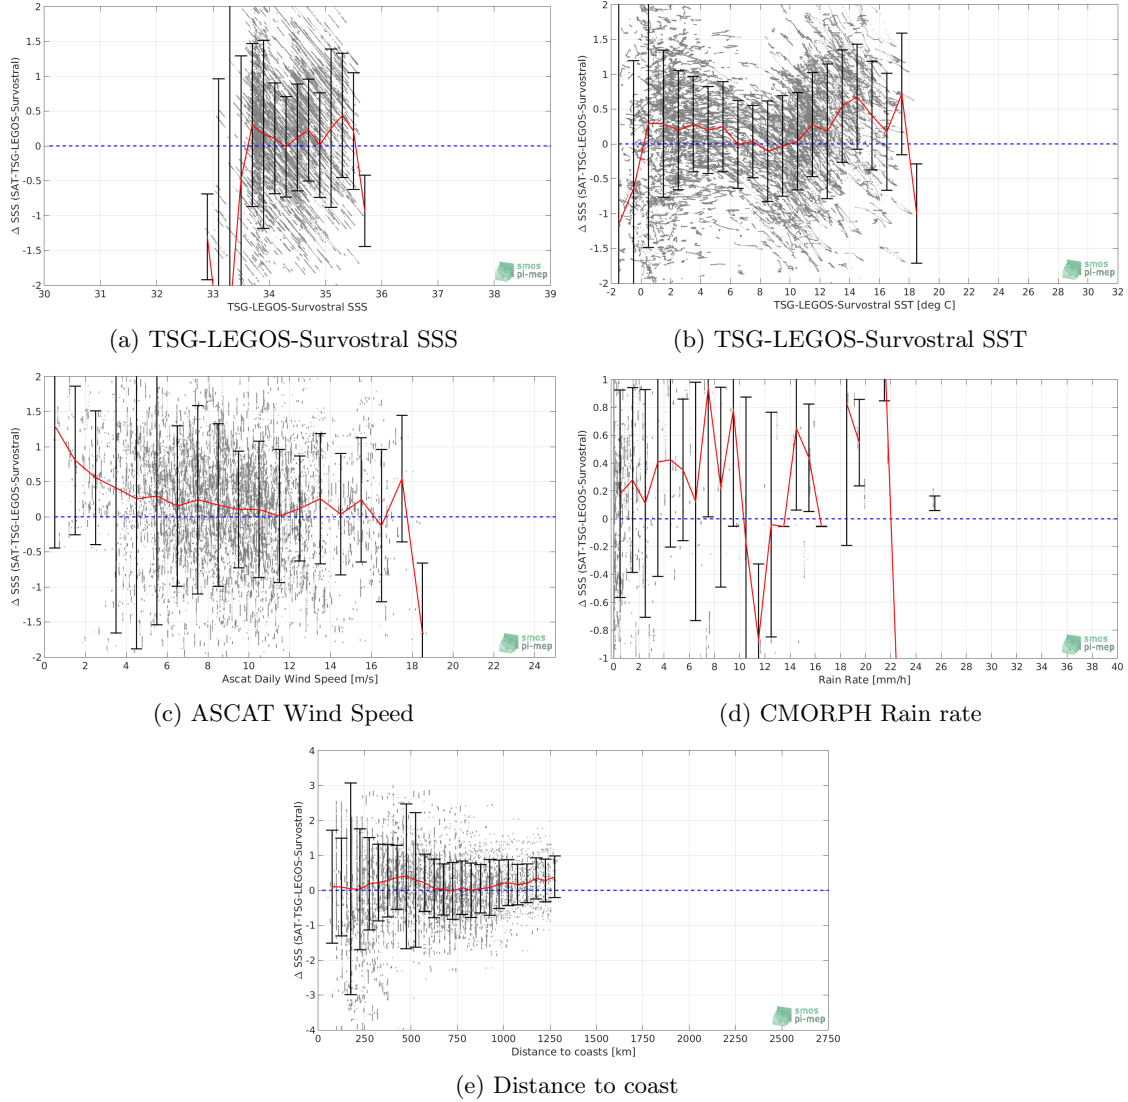 Δ SSS (SAT-TSG-LEGOS-Survostral)
2
1.5
1
0.5
0
-0.5
-1
-1.5
-2
30 31 32 33 34 35 36 37 38 39
TSG-LEGOS-Survostral SSS
smos
pi-mep
(a) TSG-LEGOS-Survostral SSS
Δ SSS (SAT-TSG-LEGOS-Survostral)
2
1.5
1
0.5
0
-0.5
-1
-1.5
-2
-2 0 2 4 6 8 10 12 14 16 18 20 22 24 26 28 30 32
TSG-LEGOS-Survostral SST [deg C]
smos
pi-mep
(b) TSG-LEGOS-Survostral SST
Δ SSS (SAT-TSG-LEGOS-Survostral)
2
1.5
1
0.5
0
-0.5
-1
-1.5
-2
0 2 4 6 8 10 12 14 16 18 20 22 24
Ascat Daily Wind Speed [m/s]
smos
pi-mep
(c) ASCAT Wind Speed
Δ SSS (SAT-TSG-LEGOS-Survostral)
1
0.8
0.6
0.4
0.2
0
-0.2
-0.4
-0.6
-0.8
-1
0 2 4 6 8 10 12 14 16 18 20 22 24 26 28 30 32 34 36 38 40
Rain Rate [mm/h]
smos
pi-mep
(d) CMORPH Rain rate
Δ SSS (SAT-TSG-LEGOS-Survostral)
4
3
2
1
0
-1
-2
-3
-4
0 250 500 750 1000 1250 1500 1750 2000 2250 2500 2750
Distance to coasts [km]
smos
pi-mep
(e) Distance to coast